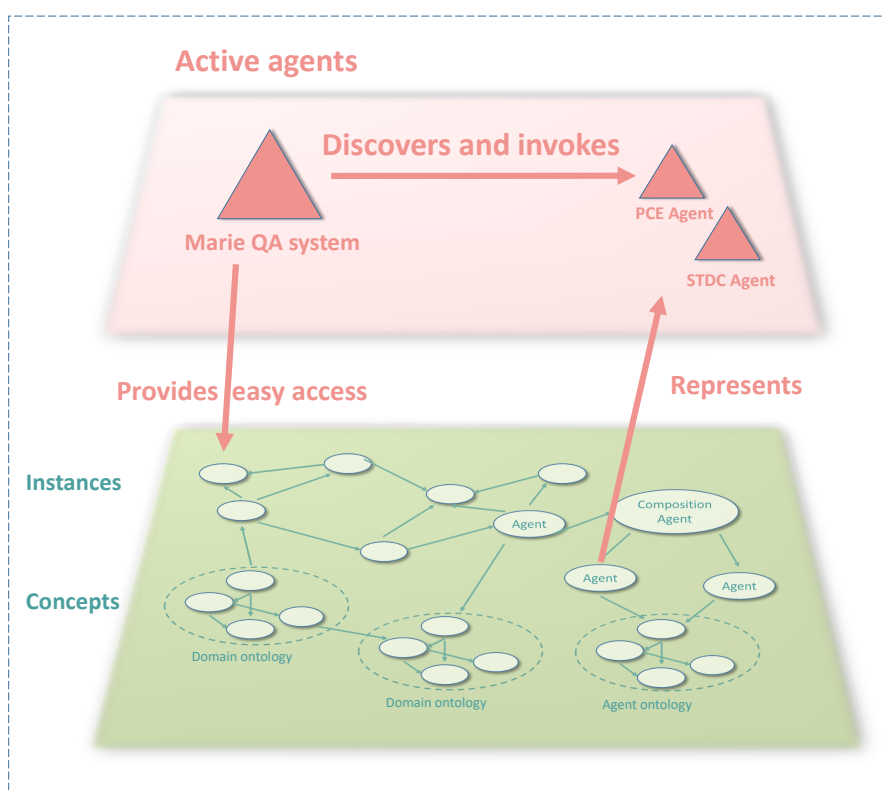 Active agents
Discovers and invokes
PCE Agent
Marie QA system
STDC Agent
Provides easy access
Represents
Instances
Composition
Agent
Agent
Agent
Agent
Concepts
Domain ontology
Domain ontology
Agent ontology